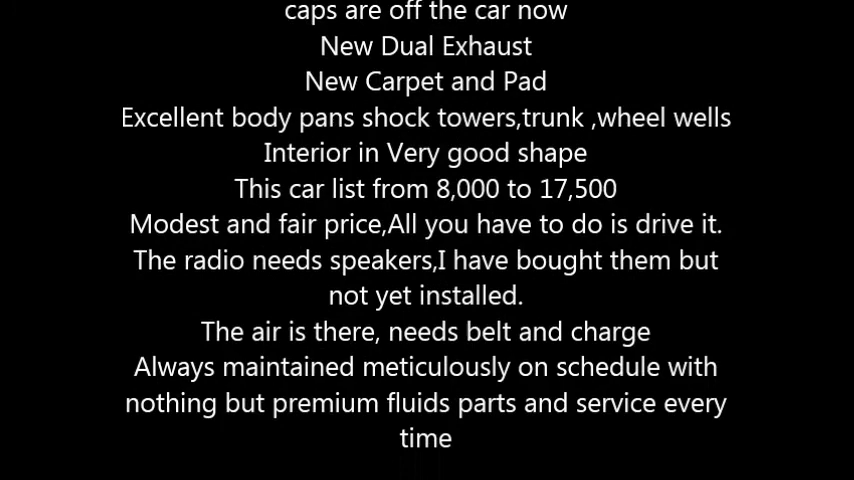 caps are off the car now
New Dual Exhaust
New Carpet and Pad
Excellent body pans shock towers,trunk ,wheel wells
Interior in Very good shape
This car list from 8,000 to 17,500
Modest and fair price,All you have to do is drive it.
The radio needs speakers,I have bought them but
not yet installed.
The air is there, needs belt and charge
Always maintained meticulously on schedule with
nothing but premium fluids parts and service every
time